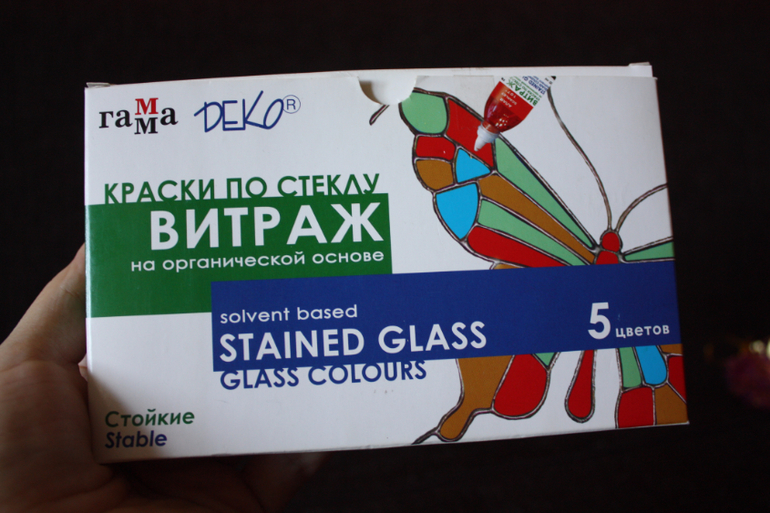 гамма DEKO®
КРАСКИ ПО СТЕКЛУ
ВИТРАЖ
на органической основе
solvent based
STAINED GLASS
5 цветов
GLASS COLOURS
Стойкие
Stable
ВИТРАЖ